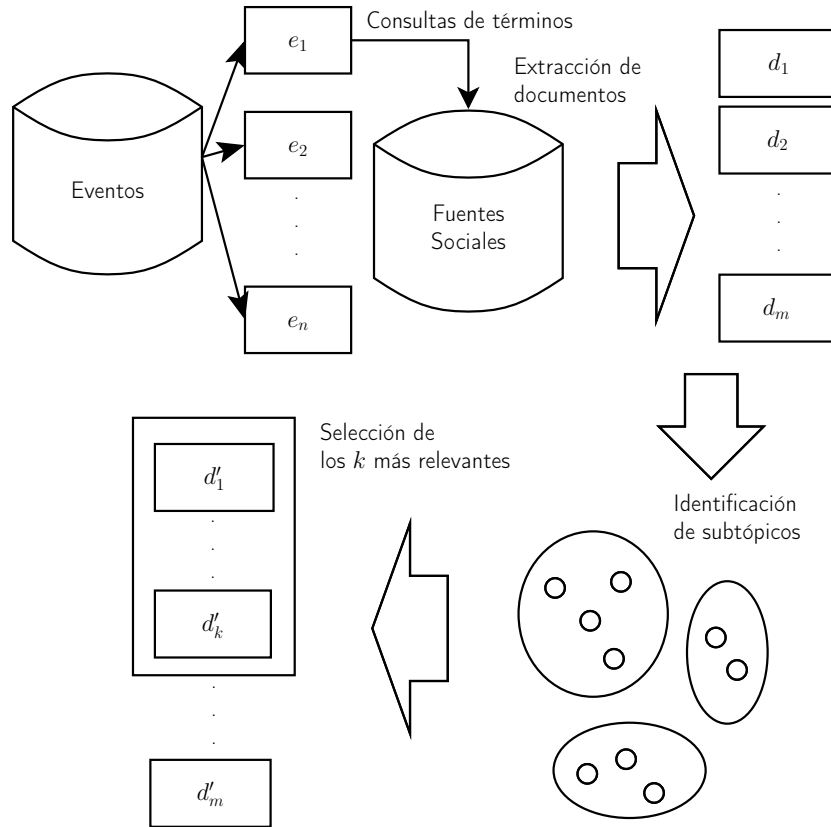 Eventos
e₁
e₂
.
.
.
eₙ
Consultas de términos
Fuentes
Sociales
Extracción de
documentos
d₁
d₂
.
.
.
dₘ
Identificación
de subtópicos
Selección de
los k más relevantes
d′₁
.
.
.
d′ₖ
.
.
.
d′ₘ